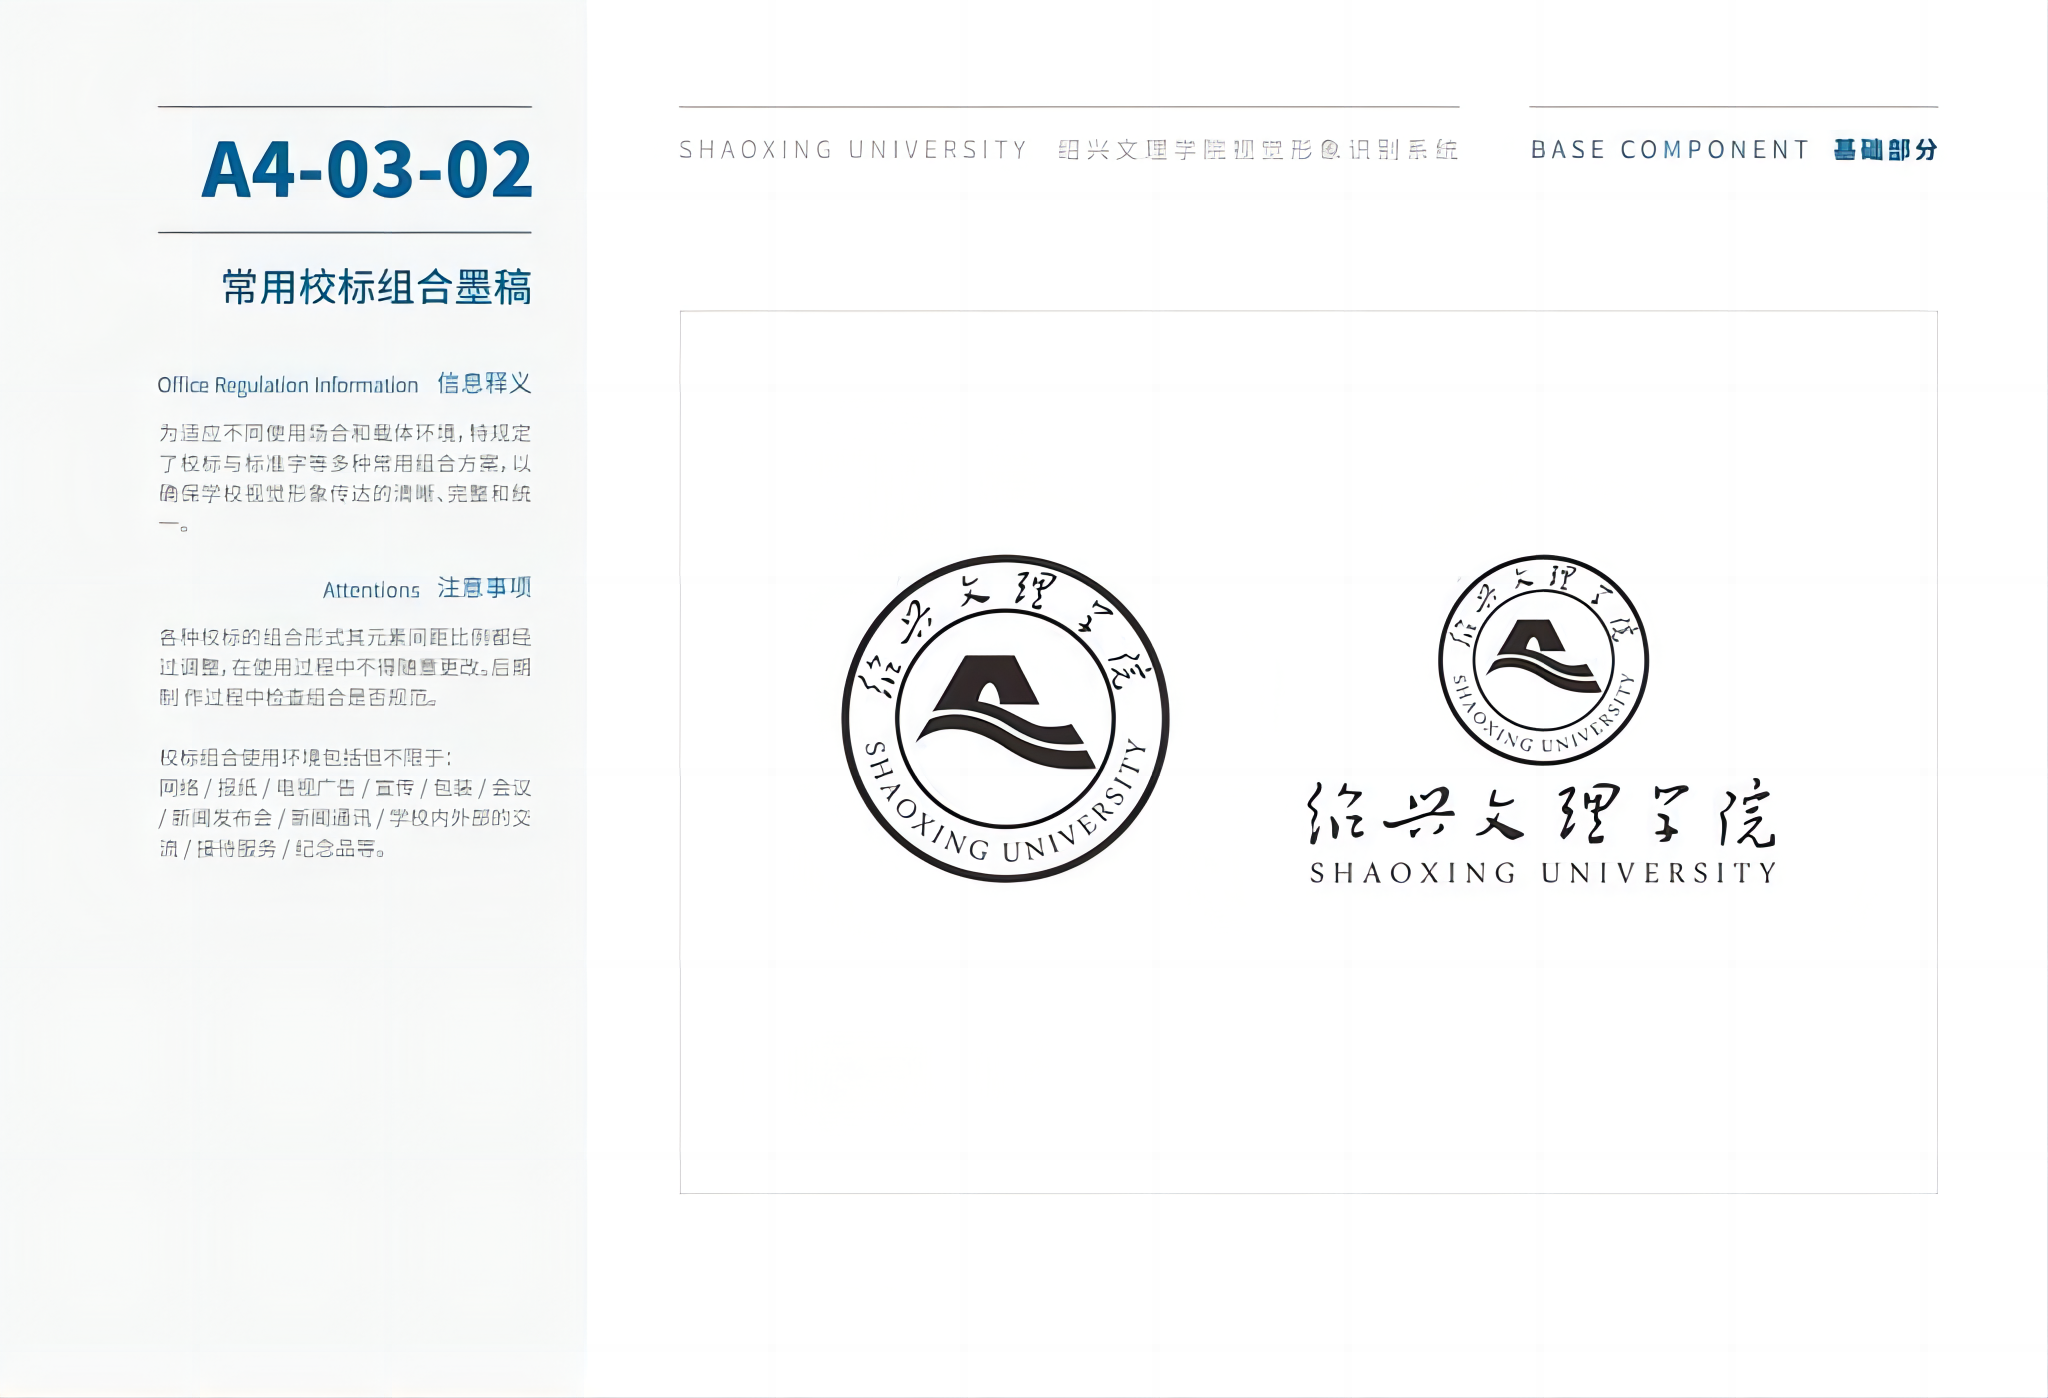 A4-03-02
常用校标组合墨稿
Office Regulation Information 信息释义
为适应不同使用场合和载体环境,特规定
了校标与标准字等多种常用组合方案,以
确保学校视觉形象传达的清晰、完整和统
一。
Attentions 注意事项
各种校标的组合形式其元素间距比例都经
过调整,在使用过程中不得随意更改。后期
制作过程中检查组合是否规范。
校标组合使用环境包括但不限于:
网络 / 报纸 / 电视广告 / 宣传 / 包装 / 会议
/ 新闻发布会 / 新闻通讯 / 学校内外部的交
流 / 接待服务 / 纪念品等。
SHAOXING UNIVERSITY 绍兴文理学院视觉形象识别系统
BASE COMPONENT 基础部分
绍兴文理学院
SHAOXING UNIVERSITY
绍兴文理学院
SHAOXING UNIVERSITY
绍兴文理学院
SHAOXING UNIVERSITY